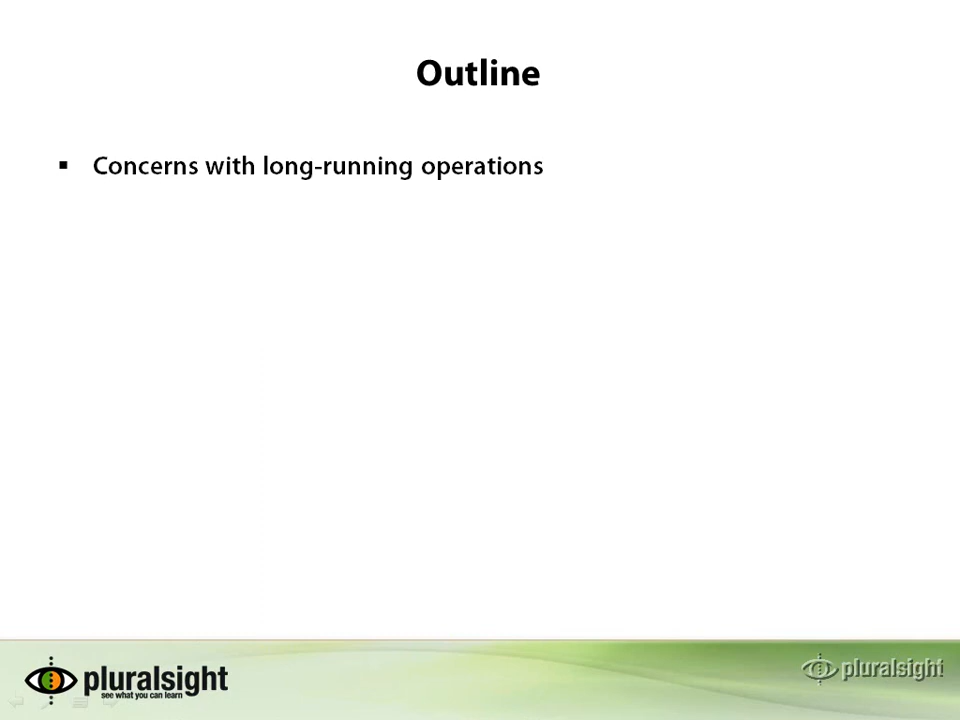 Outline
▪ Concerns with long-running operations
pluralsight
see what you can learn
pluralsight